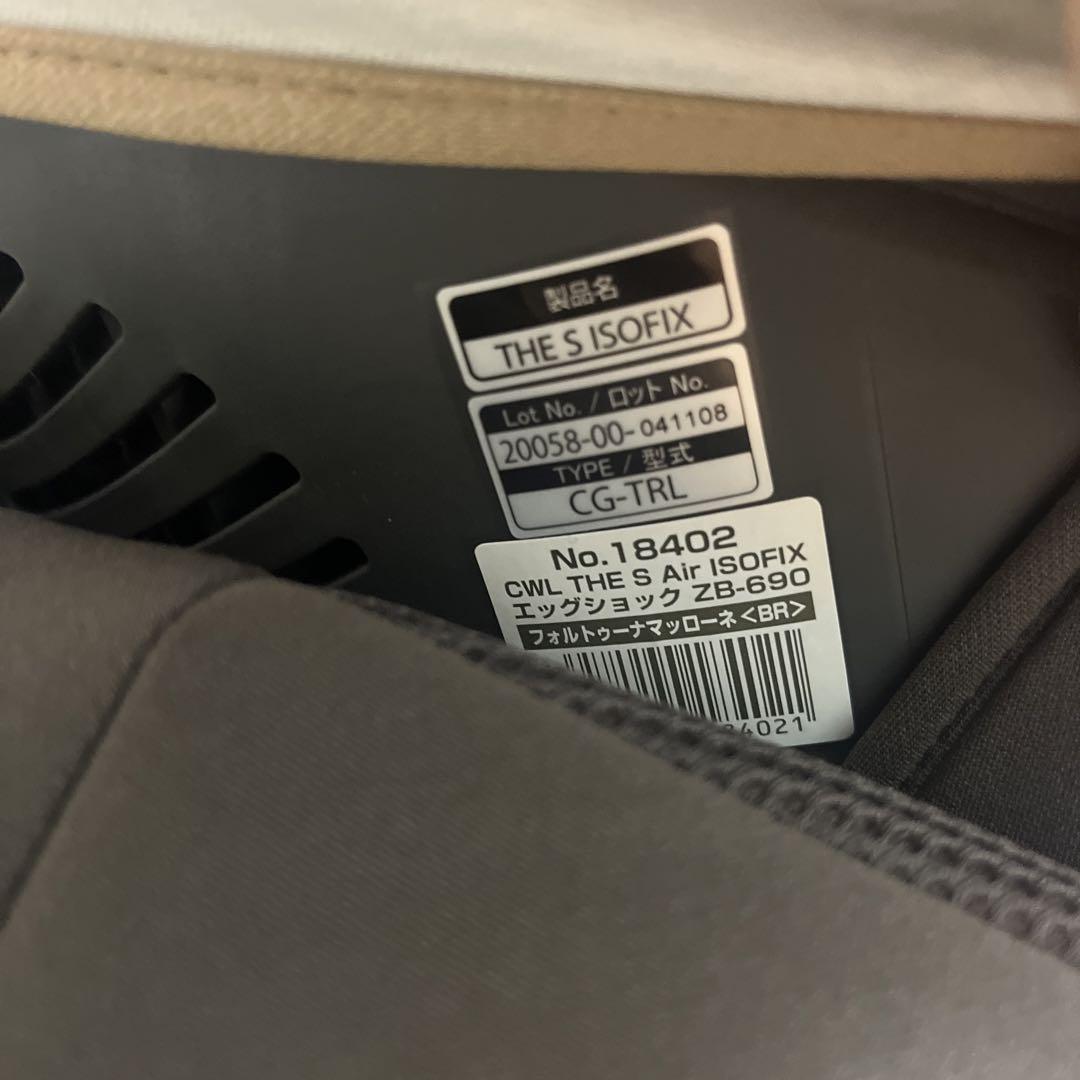 製品名
THE S ISOFIX
Lot No. / ロット No.
20058-00-041108
TYPE / 型式
CG-TRL
No.18402
CWL THE S Air ISOFIX
エッグショック ZB-690
フォルトゥーナマッローネ<BR>
84021